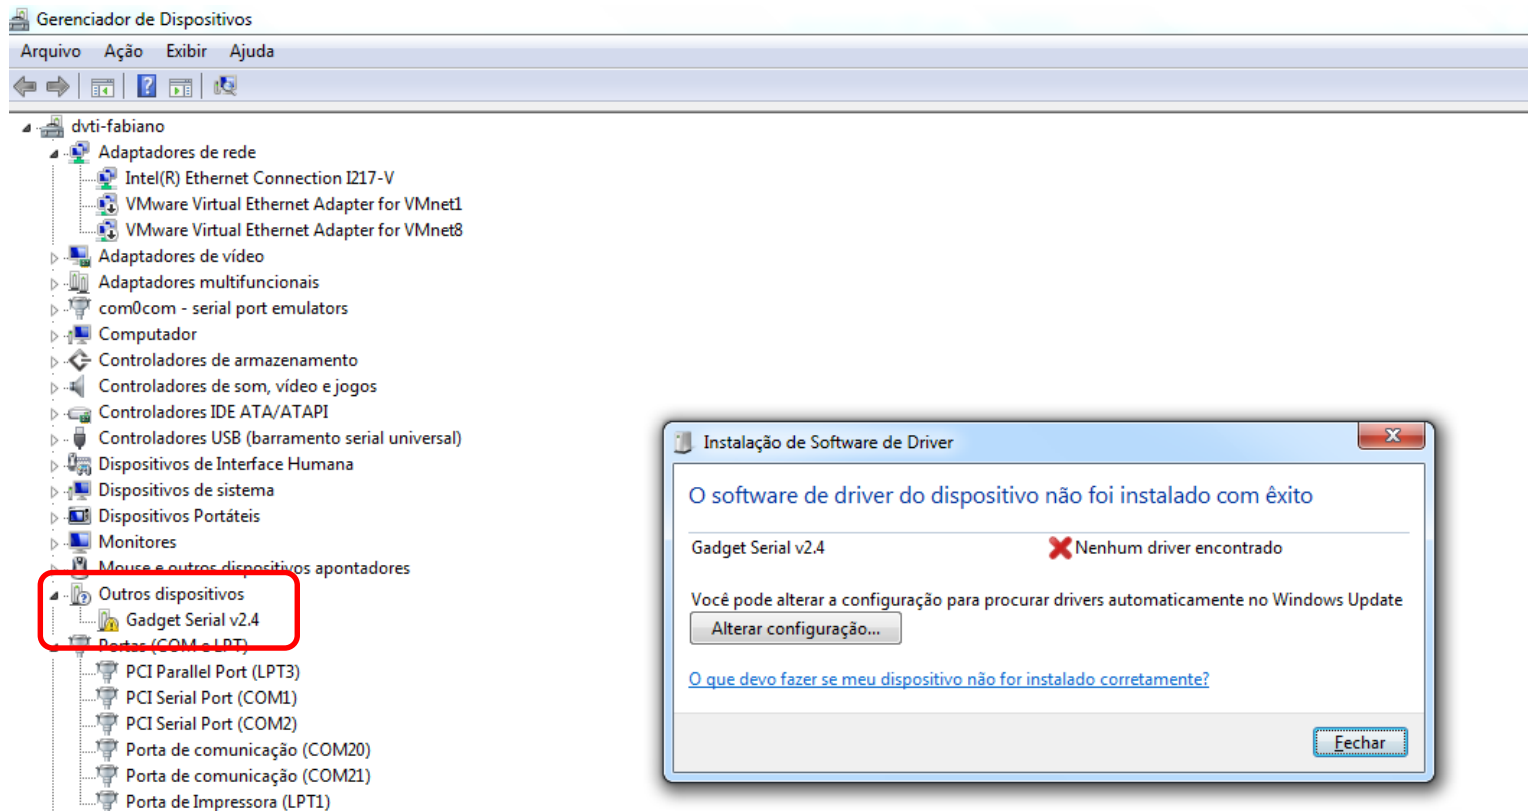 Gerenciador de Dispositivos
Arquivo Ação Exibir Ajuda
dvti-fabiano
Adaptadores de rede
Intel(R) Ethernet Connection I217-V
VMware Virtual Ethernet Adapter for VMnet1
VMware Virtual Ethernet Adapter for VMnet8
Adaptadores de vídeo
Adaptadores multifuncionais
com0com - serial port emulators
Computador
Controladores de armazenamento
Controladores de som, vídeo e jogos
Controladores IDE ATA/ATAPI
Controladores USB (barramento serial universal)
Dispositivos de Interface Humana
Dispositivos de sistema
Dispositivos Portáteis
Monitores
Mouse e outros dispositivos apontadores
Outros dispositivos
Gadget Serial v2.4
Portas (COM e LPT)
PCI Parallel Port (LPT3)
PCI Serial Port (COM1)
PCI Serial Port (COM2)
Porta de comunicação (COM20)
Porta de comunicação (COM21)
Porta de Impressora (LPT1)
Instalação de Software de Driver
O software de driver do dispositivo não foi instalado com êxito
Gadget Serial v2.4 Nenhum driver encontrado
Você pode alterar a configuração para procurar drivers automaticamente no Windows Update
Alterar configuração...
O que devo fazer se meu dispositivo não for instalado corretamente?
Fechar